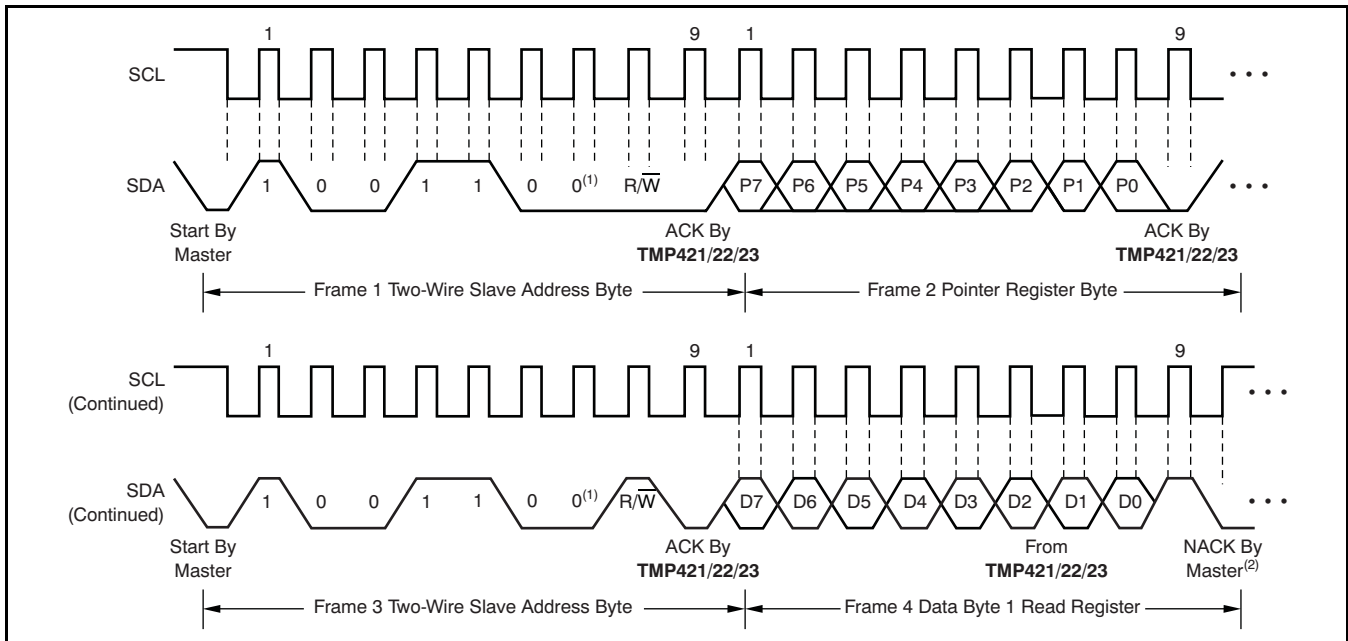 1 9 1 9
SCL
• • •
SDA
1 0 0 1 1 0 0(1) R/W̅ P7 P6 P5 P4 P3 P2 P1 P0
• • •
Start By
Master
ACK By
TMP421/22/23
ACK By
TMP421/22/23
Frame 1 Two-Wire Slave Address Byte
Frame 2 Pointer Register Byte
1 9 1 9
SCL
(Continued)
• • •
SDA
(Continued)
1 0 0 1 1 0 0(1) R/W̅ D7 D6 D5 D4 D3 D2 D1 D0
• • •
Start By
Master
ACK By
TMP421/22/23
From
TMP421/22/23
NACK By
Master(2)
Frame 3 Two-Wire Slave Address Byte
Frame 4 Data Byte 1 Read Register